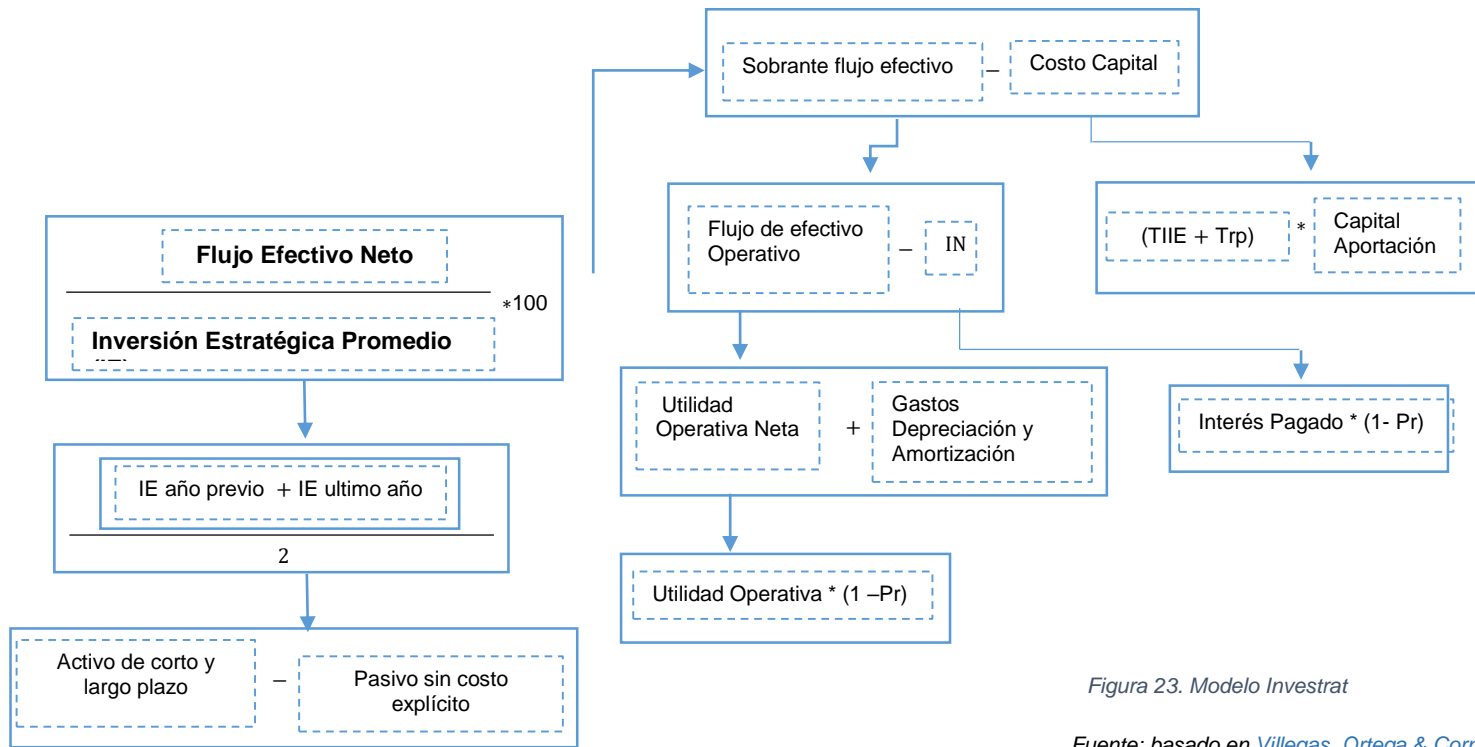 Sobrante flujo efectivo − Costo Capital
Flujo de efectivo
Operativo
− IN
(TIIE + Trp) *
Capital
Aportación
Flujo Efectivo Neto
*100
Inversión Estratégica Promedio
Utilidad
Operativa Neta
+
Gastos
Depreciación y
Amortización
Interés Pagado * (1- Pr)
IE año previo + IE ultimo año
2
Utilidad Operativa * (1 –Pr)
Activo de corto y
largo plazo
−
Pasivo sin costo
explícito
Figura 23. Modelo Investrat
Fuente: basado en Villegas, Ortega &